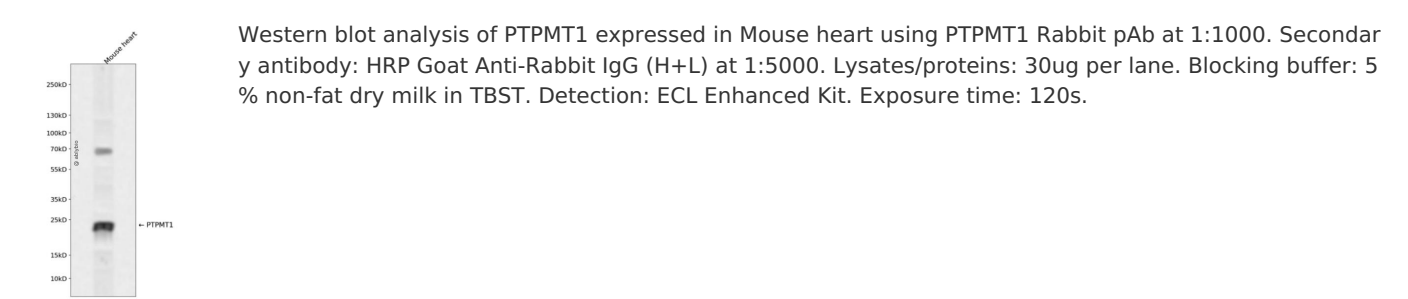 Mouse heart
250kD
130kD
100kD
70kD
55kD
35kD
25kD
15kD
10kD
@ ablybio
← PTPMT1
Western blot analysis of PTPMT1 expressed in Mouse heart using PTPMT1 Rabbit pAb at 1:1000. Secondar
y antibody: HRP Goat Anti-Rabbit IgG (H+L) at 1:5000. Lysates/proteins: 30ug per lane. Blocking buffer: 5
% non-fat dry milk in TBST. Detection: ECL Enhanced Kit. Exposure time: 120s.